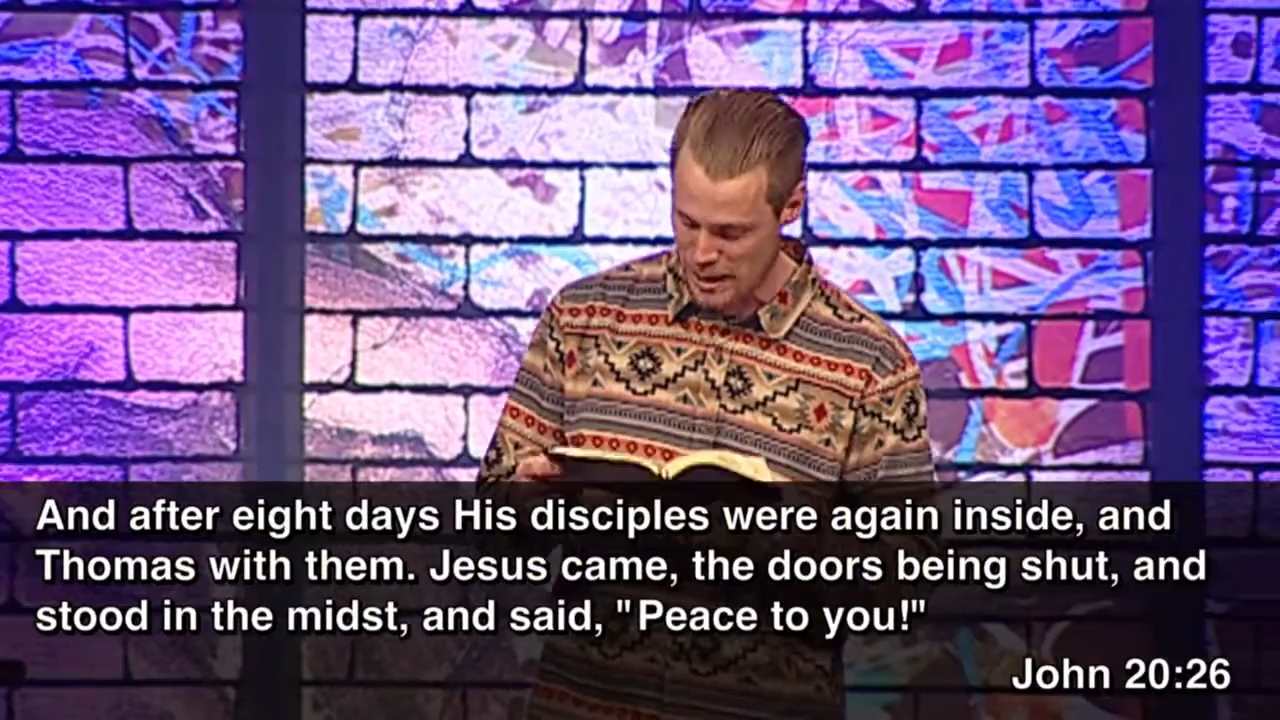 And after eight days His disciples were again inside, and
Thomas with them. Jesus came, the doors being shut, and
stood in the midst, and said, "Peace to you!"
John 20:26